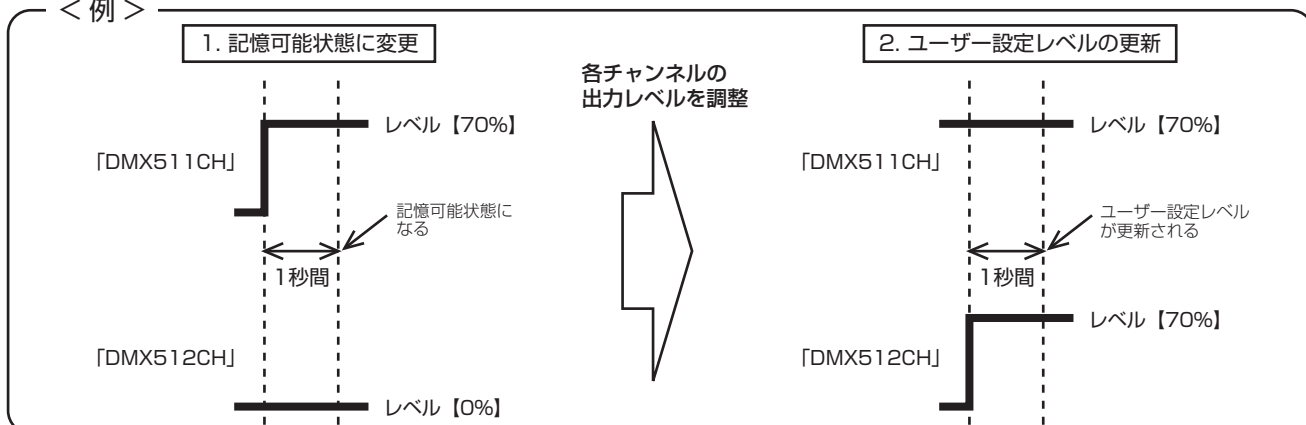 ＜例＞
1. 記憶可能状態に変更
「DMX511CH」
レベル【70%】
記憶可能状態に
なる
1秒間
「DMX512CH」
レベル【0%】
各チャンネルの
出力レベルを調整
2. ユーザー設定レベルの更新
「DMX511CH」
レベル【70%】
ユーザー設定レベル
が更新される
1秒間
「DMX512CH」
レベル【70%】